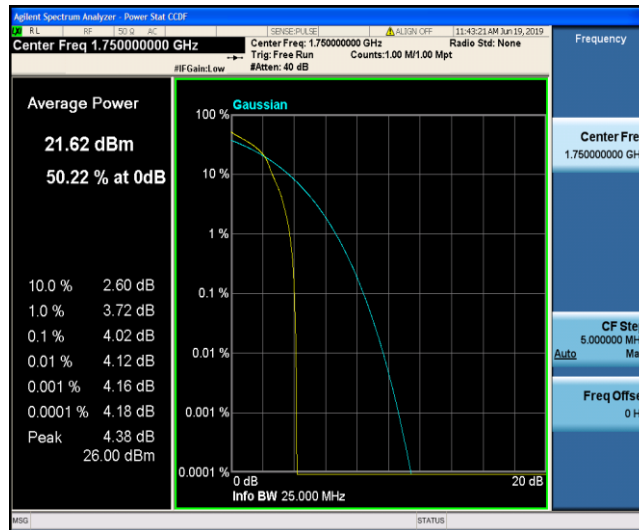 Agilent Spectrum Analyzer - Power Stat CCDF
RL RF 50 Ω AC SENSE:PULSE ALIGN OFF 11:43:21 AM Jun 19, 2019
Center Freq 1.750000000 GHz
Center Freq: 1.750000000 GHz Radio Std: None
Trig: Free Run Counts:1.00 M/1.00 Mpt
#IFGain:Low #Atten: 40 dB
Frequency
Average Power
21.62 dBm
50.22 % at 0dB
10.0 % 2.60 dB
1.0 % 3.72 dB
0.1 % 4.02 dB
0.01 % 4.12 dB
0.001 % 4.16 dB
0.0001 % 4.18 dB
Peak 4.38 dB
26.00 dBm
Gaussian
100 %
10 %
1 %
0.1 %
0.01 %
0.001 %
0.0001 %
0 dB 20 dB
Info BW 25.000 MHz
Center Fre
1.750000000 GH
CF Ste
5.000000 MH
Auto Ma
Freq Offse
0 H
MSG STATUS